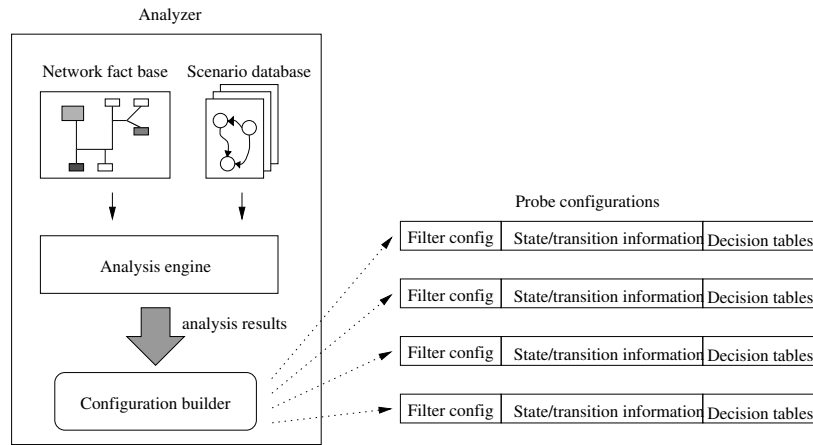 Analyzer
Network fact base
Scenario database
Analysis engine
analysis results
Configuration builder
Probe configurations
Filter config State/transition information Decision tables
Filter config State/transition information Decision tables
Filter config State/transition information Decision tables
Filter config State/transition information Decision tables